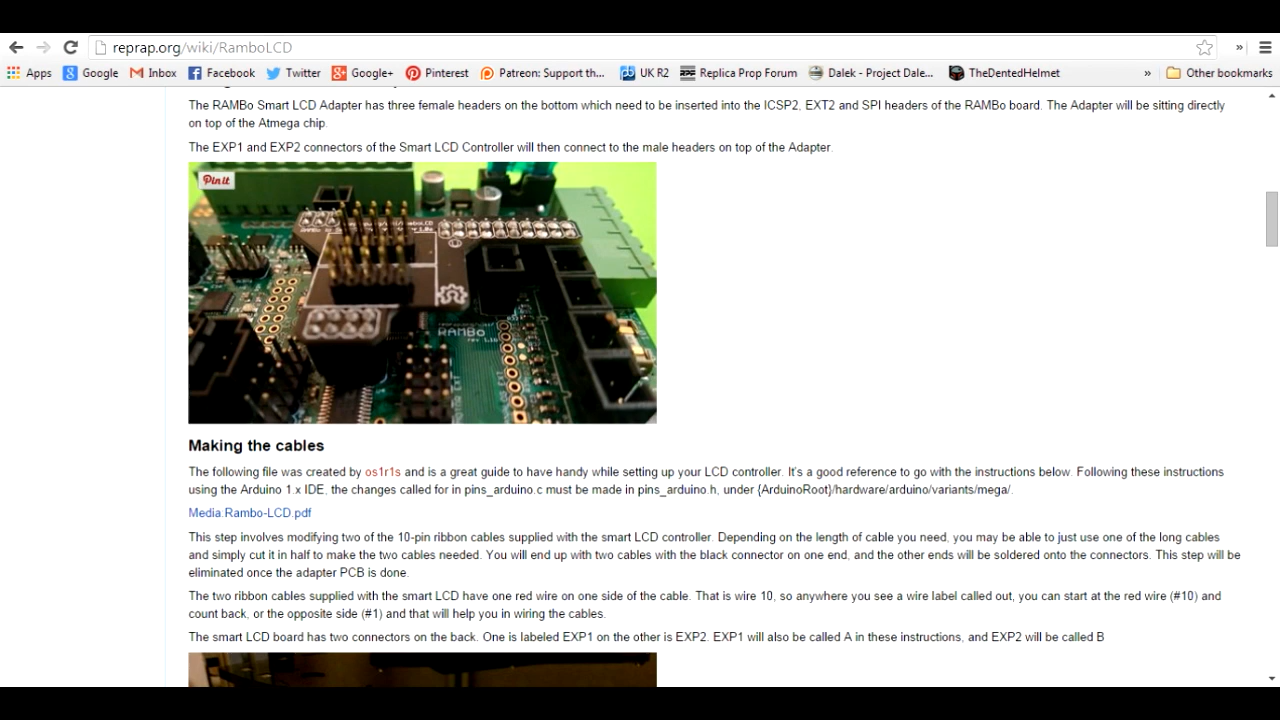 reprap.org/wiki/RamboLCD
Apps Google Inbox Facebook Twitter Google+ Pinterest Patreon: Support th... UK R2 Replica Prop Forum Dalek - Project Dale... TheDentedHelmet » Other bookmarks
The RAMBo Smart LCD Adapter has three female headers on the bottom which need to be inserted into the ICSP2, EXT2 and SPI headers of the RAMBo board. The Adapter will be sitting directly
on top of the Atmega chip.
The EXP1 and EXP2 connectors of the Smart LCD Controller will then connect to the male headers on top of the Adapter.
Pin it
RAMBo
rev 1.1b
MOTOR EXT
Making the cables
The following file was created by os1r1s and is a great guide to have handy while setting up your LCD controller. It's a good reference to go with the instructions below. Following these instructions
using the Arduino 1.x IDE, the changes called for in pins_arduino.c must be made in pins_arduino.h, under {ArduinoRoot}/hardware/arduino/variants/mega/.
Media:Rambo-LCD.pdf
This step involves modifying two of the 10-pin ribbon cables supplied with the smart LCD controller. Depending on the length of cable you need, you may be able to just use one of the long cables
and simply cut it in half to make the two cables needed. You will end up with two cables with the black connector on one end, and the other ends will be soldered onto the connectors. This step will be
eliminated once the adapter PCB is done.
The two ribbon cables supplied with the smart LCD have one red wire on one side of the cable. That is wire 10, so anywhere you see a wire label called out, you can start at the red wire (#10) and
count back, or the opposite side (#1) and that will help you in wiring the cables.
The smart LCD board has two connectors on the back. One is labeled EXP1 on the other is EXP2. EXP1 will also be called A in these instructions, and EXP2 will be called B